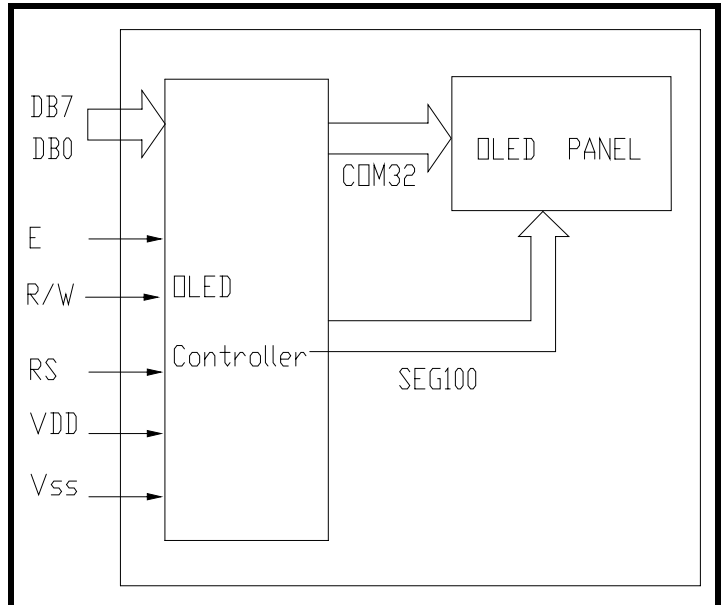 DB7
DB0
E
R/W
RS
VDD
Vss
OLED
Controller
COM32
SEG100
OLED PANEL